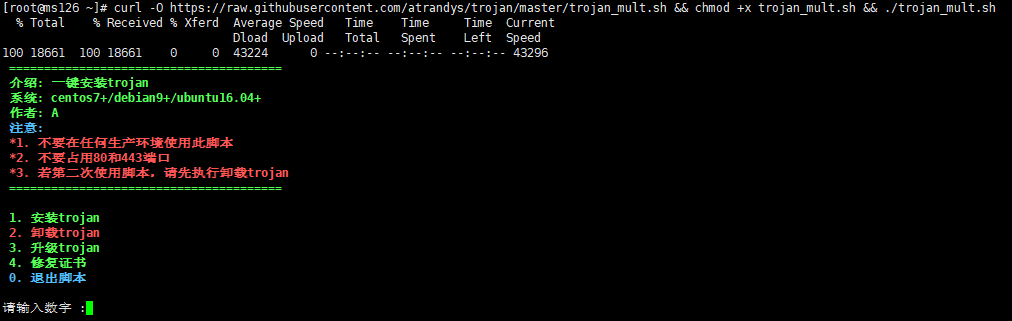 [root@ms126 ~]# curl -O https://raw.githubusercontent.com/atrandys/trojan/master/trojan_mult.sh && chmod +x trojan_mult.sh && ./trojan_mult.sh
% Total % Received % Xferd Average Speed Time Time Time Current
Dload Upload Total Spent Left Speed
100 18661 100 18661 0 0 43224 0 --:--:-- --:--:-- --:--:-- 43296
=======================================
介绍: 一键安装trojan
系统: centos7+/debian9+/ubuntu16.04+
作者: A
注意:
*1. 不要在任何生产环境使用此脚本
*2. 不要占用80和443端口
*3. 若第二次使用脚本，请先执行卸载trojan
=======================================
1. 安装trojan
2. 卸载trojan
3. 升级trojan
4. 修复证书
0. 退出脚本
请输入数字 :